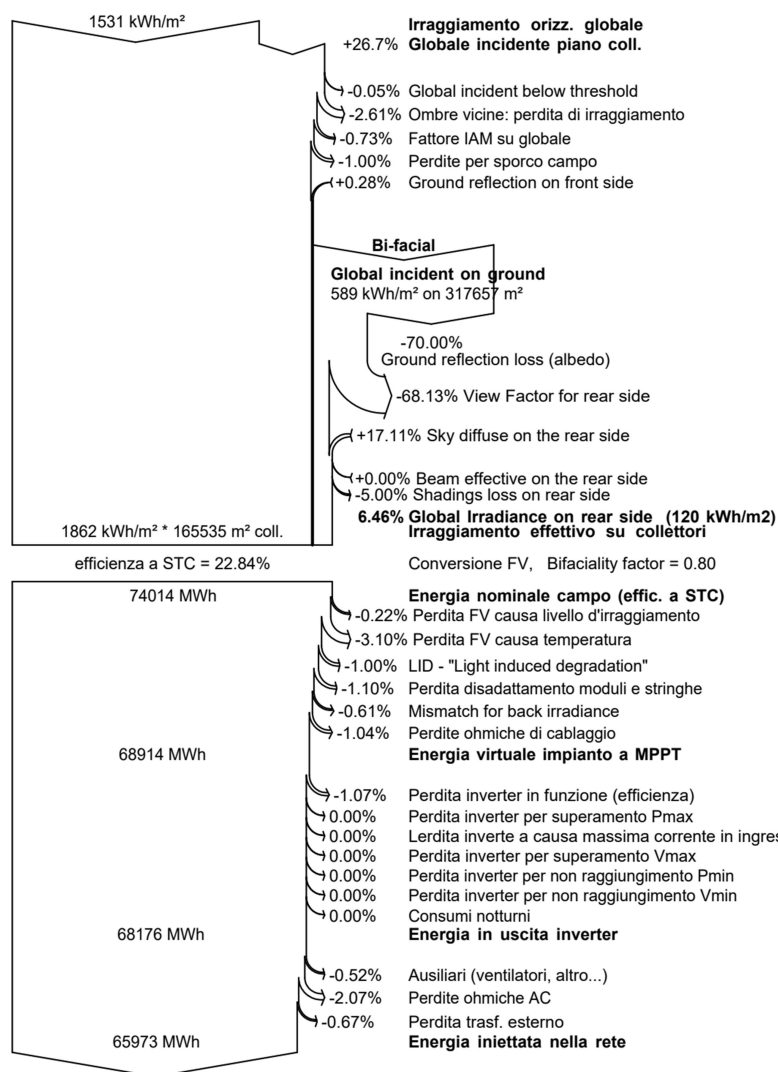 1531 kWh/m² Irraggiamento orizz. globale
+26.7% Globale incidente piano coll.
-0.05% Global incident below threshold
-2.61% Ombre vicine: perdita di irraggiamento
-0.73% Fattore IAM su globale
-1.00% Perdite per sporco campo
+0.28% Ground reflection on front side
Bi-facial
Global incident on ground
589 kWh/m² on 317657 m²
-70.00%
Ground reflection loss (albedo)
-68.13% View Factor for rear side
+17.11% Sky diffuse on the rear side
+0.00% Beam effective on the rear side
-5.00% Shadings loss on rear side
6.46% Global Irradiance on rear side (120 kWh/m2)
1862 kWh/m² * 165535 m² coll. Irraggiamento effettivo su collettori
efficienza a STC = 22.84% Conversione FV, Bifaciality factor = 0.80
74014 MWh Energia nominale campo (effic. a STC)
-0.22% Perdita FV causa livello d'irraggiamento
-3.10% Perdita FV causa temperatura
-1.00% LID - "Light induced degradation"
-1.10% Perdita disadattamento moduli e stringhe
-0.61% Mismatch for back irradiance
-1.04% Perdite ohmiche di cablaggio
68914 MWh Energia virtuale impianto a MPPT
-1.07% Perdita inverter in funzione (efficienza)
0.00% Perdita inverter per superamento Pmax
0.00% Lerdita inverte a causa massima corrente in ingres
0.00% Perdita inverter per superamento Vmax
0.00% Perdita inverter per non raggiungimento Pmin
0.00% Perdita inverter per non raggiungimento Vmin
0.00% Consumi notturni
68176 MWh Energia in uscita inverter
-0.52% Ausiliari (ventilatori, altro...)
-2.07% Perdite ohmiche AC
-0.67% Perdita trasf. esterno
65973 MWh Energia iniettata nella rete